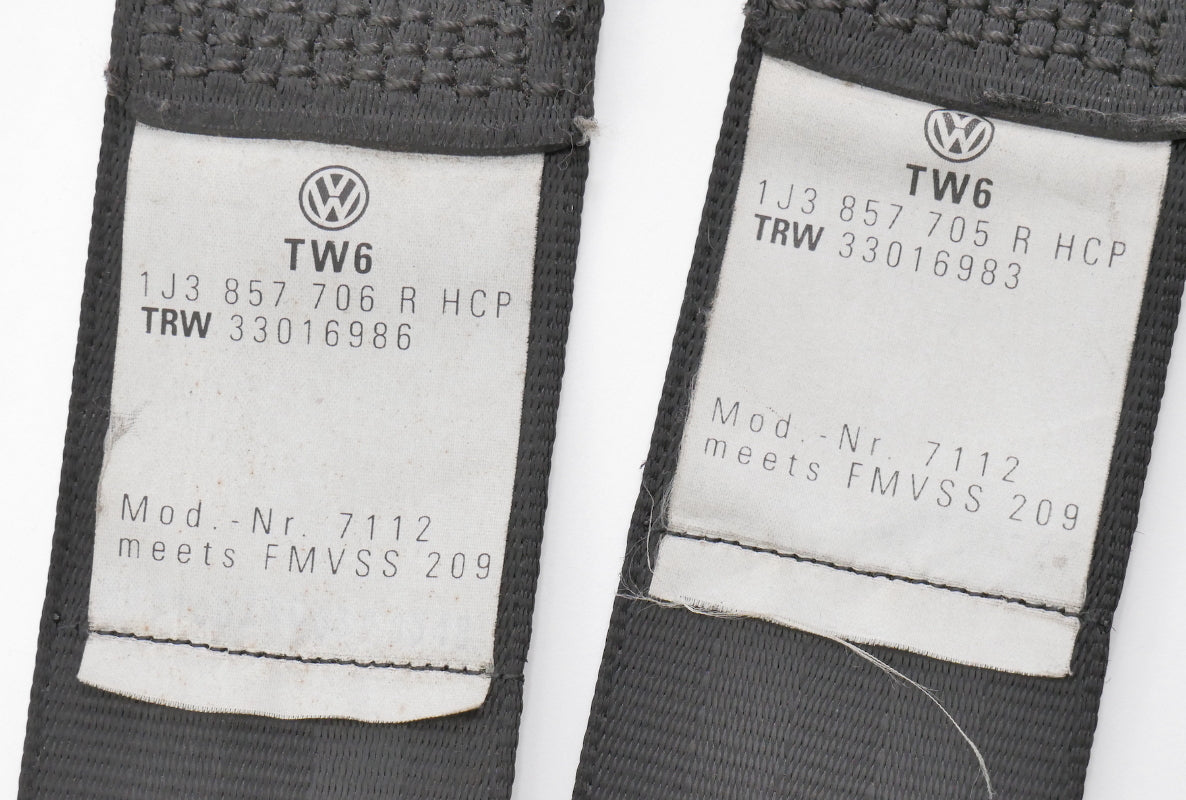 TW6
1J3 857 706 R HCP
TRW 33016986
Mod.-Nr. 7112
meets FMVSS 209
TW6
1J3 857 705 R HCP
TRW 33016983
Mod.-Nr. 7112
meets FMVSS 209